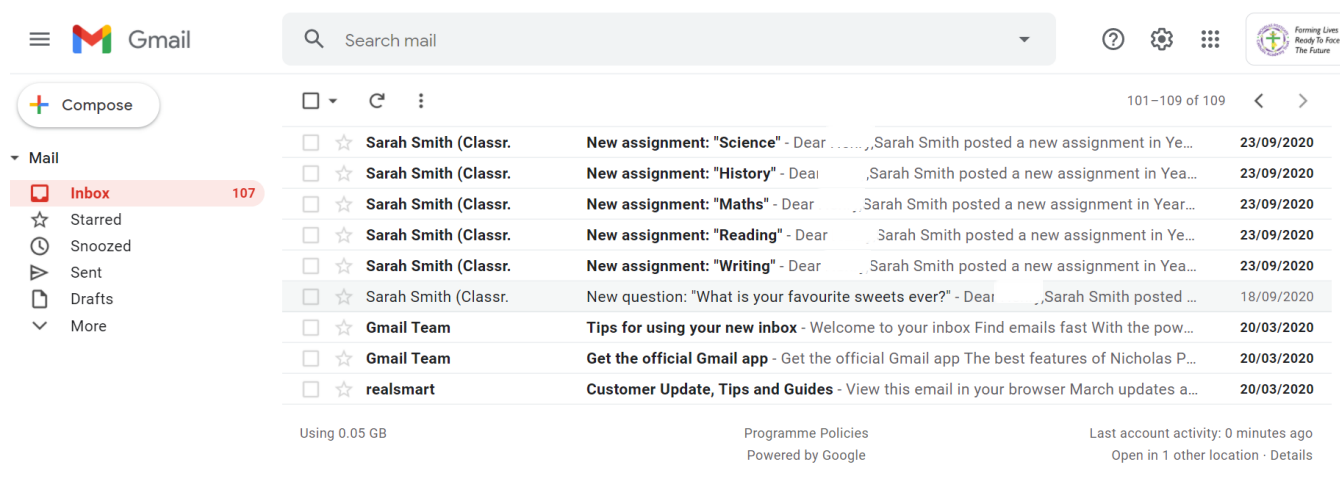 Gmail
Search mail
Forming Lives
Ready To Face
The Future
Compose
101–109 of 109
Mail
Inbox 107
Starred
Snoozed
Sent
Drafts
More
Sarah Smith (Classr. New assignment: "Science" - Dear ,Sarah Smith posted a new assignment in Ye... 23/09/2020
Sarah Smith (Classr. New assignment: "History" - Dear ,Sarah Smith posted a new assignment in Yea... 23/09/2020
Sarah Smith (Classr. New assignment: "Maths" - Dear ,Sarah Smith posted a new assignment in Year... 23/09/2020
Sarah Smith (Classr. New assignment: "Reading" - Dear Sarah Smith posted a new assignment in Ye... 23/09/2020
Sarah Smith (Classr. New assignment: "Writing" - Dear ,Sarah Smith posted a new assignment in Yea... 23/09/2020
Sarah Smith (Classr. New question: "What is your favourite sweets ever?" - Dear ,Sarah Smith posted ... 18/09/2020
Gmail Team Tips for using your new inbox - Welcome to your inbox Find emails fast With the pow... 20/03/2020
Gmail Team Get the official Gmail app - Get the official Gmail app The best features of Nicholas P... 20/03/2020
realsmart Customer Update, Tips and Guides - View this email in your browser March updates a... 20/03/2020
Using 0.05 GB
Programme Policies
Powered by Google
Last account activity: 0 minutes ago
Open in 1 other location · Details